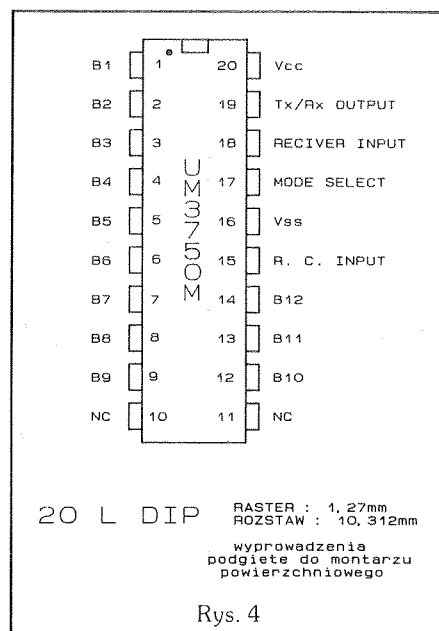 B1 1 20 Vcc
B2 2 19 Tx/Rx OUTPUT
B3 3 18 RECIVER INPUT
B4 4 17 MODE SELECT
B5 5 16 Vss
B6 6 15 R. C. INPUT
B7 7 14 B12
B8 8 13 B11
B9 9 12 B10
NC 10 11 NC
UM3750M
20 L DIP
RASTER : 1,27mm
ROZSTAW : 10,312mm
wyprowadzenia
podgiete do montarzu
powierzchniowego
Rys. 4